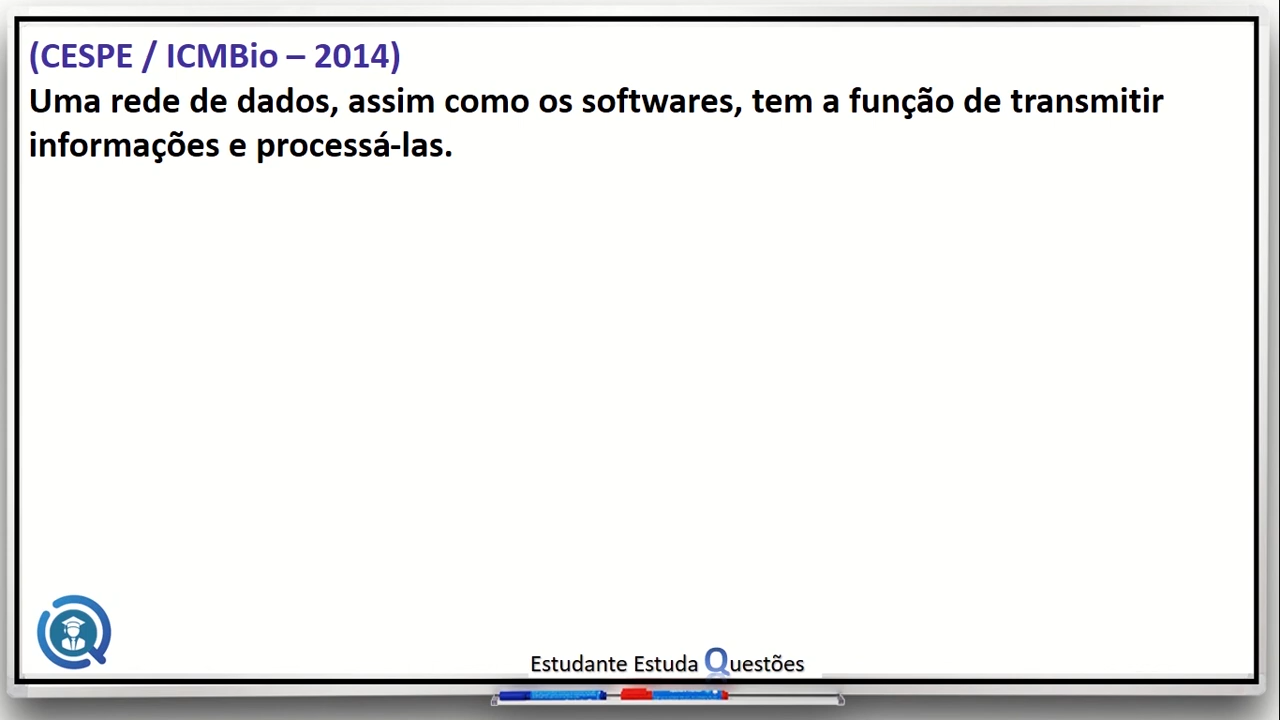 (CESPE / ICMBio – 2014)
Uma rede de dados, assim como os softwares, tem a função de transmitir
informações e processá-las.
Estudante Estuda Questões